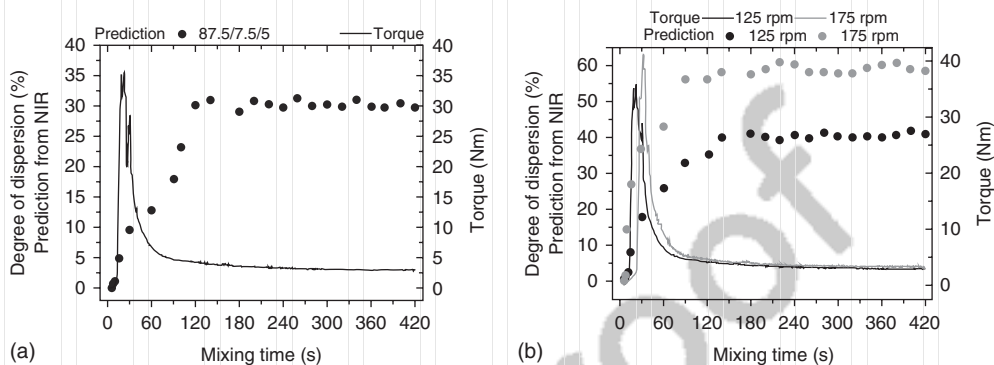 Prediction ● 87.5/7.5/5 — Torque
Degree of dispersion (%)
Prediction from NIR
40
35
30
25
20
15
10
5
0
40
35
30
25
20
15
10
5
0
Torque (Nm)
0 60 120 180 240 300 360 420
Mixing time (s)
(a)
Torque — 125 rpm — 175 rpm
Prediction ● 125 rpm ● 175 rpm
Degree of dispersion (%)
Prediction from NIR
60
50
40
30
20
10
0
40
30
20
10
0
Torque (Nm)
0 60 120 180 240 300 360 420
Mixing time (s)
(b)